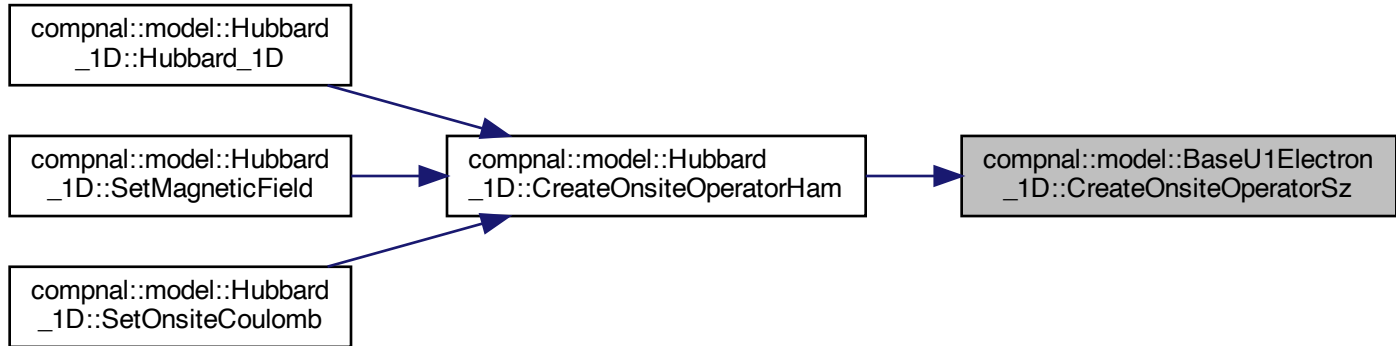 compnal::model::Hubbard
_1D::Hubbard_1D
compnal::model::Hubbard
_1D::SetMagneticField
compnal::model::Hubbard
_1D::SetOnsiteCoulomb
compnal::model::Hubbard
_1D::CreateOnsiteOperatorHam
compnal::model::BaseU1Electron
_1D::CreateOnsiteOperatorSz